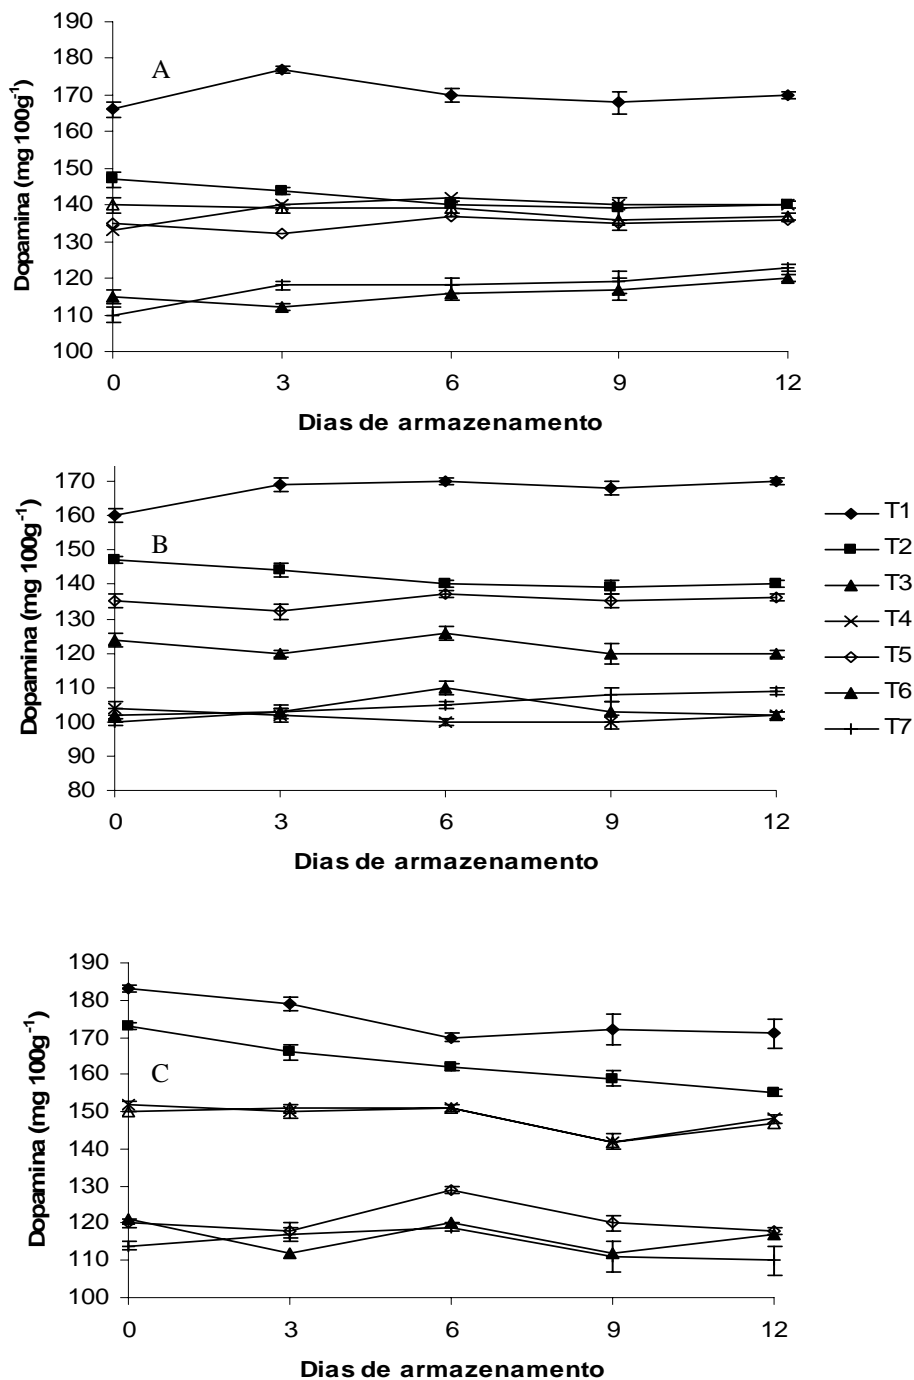 190
180
170
160
150
140
130
120
110
100
Dopamina (mg 100g⁻¹)
A
0 3 6 9 12
Dias de armazenamento
170
160
150
140
130
120
110
100
90
80
Dopamina (mg 100g⁻¹)
B
0 3 6 9 12
Dias de armazenamento
T1
T2
T3
T4
T5
T6
T7
190
180
170
160
150
140
130
120
110
100
Dopamina (mg 100g⁻¹)
C
0 3 6 9 12
Dias de armazenamento